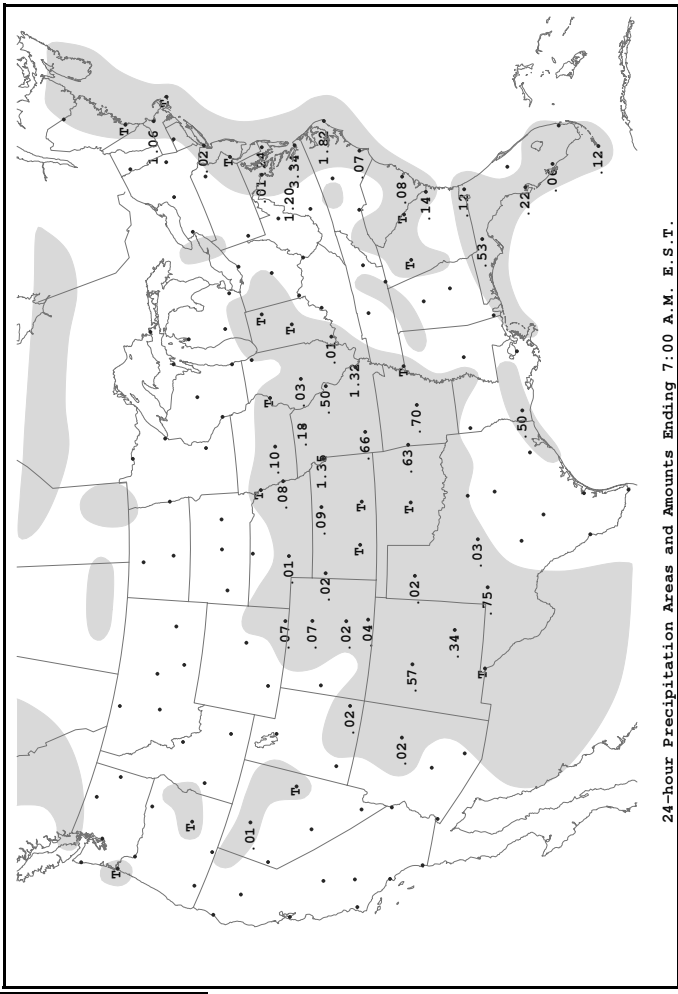 T
T
1.06
T
T
.02
T
.01
T
T
.01
T
.10
.08
.07
.01
T
1.20
T
3.34
.03
.18
.07
.09
1.35
1.82
.02
.50
.01
.02
.02
1.32
.07
T
T
.66
.04
.02
T
T
.08
.63
T
T
.57
.02
.70
.14
.34
.12
.03
T
.53
.75
.50
.22
.06
.12
24-hour Precipitation Areas and Amounts Ending 7:00 A.M. E.S.T.